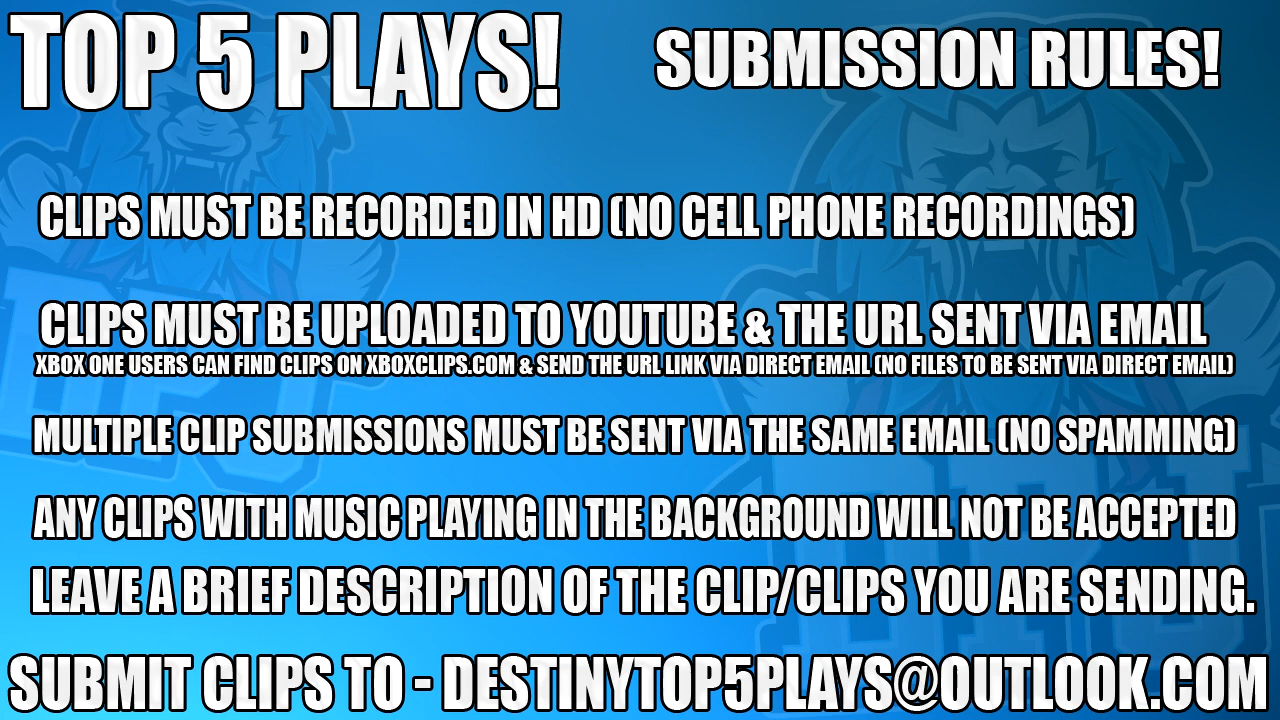 TOP 5 PLAYS!
SUBMISSION RULES!
CLIPS MUST BE RECORDED IN HD (NO CELL PHONE RECORDINGS)
CLIPS MUST BE UPLOADED TO YOUTUBE & THE URL SENT VIA EMAIL
XBOX ONE USERS CAN FIND CLIPS ON XBOXCLIPS.COM & SEND THE URL LINK VIA DIRECT EMAIL (NO FILES TO BE SENT VIA DIRECT EMAIL)
MULTIPLE CLIP SUBMISSIONS MUST BE SENT VIA THE SAME EMAIL (NO SPAMMING)
ANY CLIPS WITH MUSIC PLAYING IN THE BACKGROUND WILL NOT BE ACCEPTED
LEAVE A BRIEF DESCRIPTION OF THE CLIP/CLIPS YOU ARE SENDING.
SUBMIT CLIPS TO - DESTINYTOP5PLAYS@OUTLOOK.COM